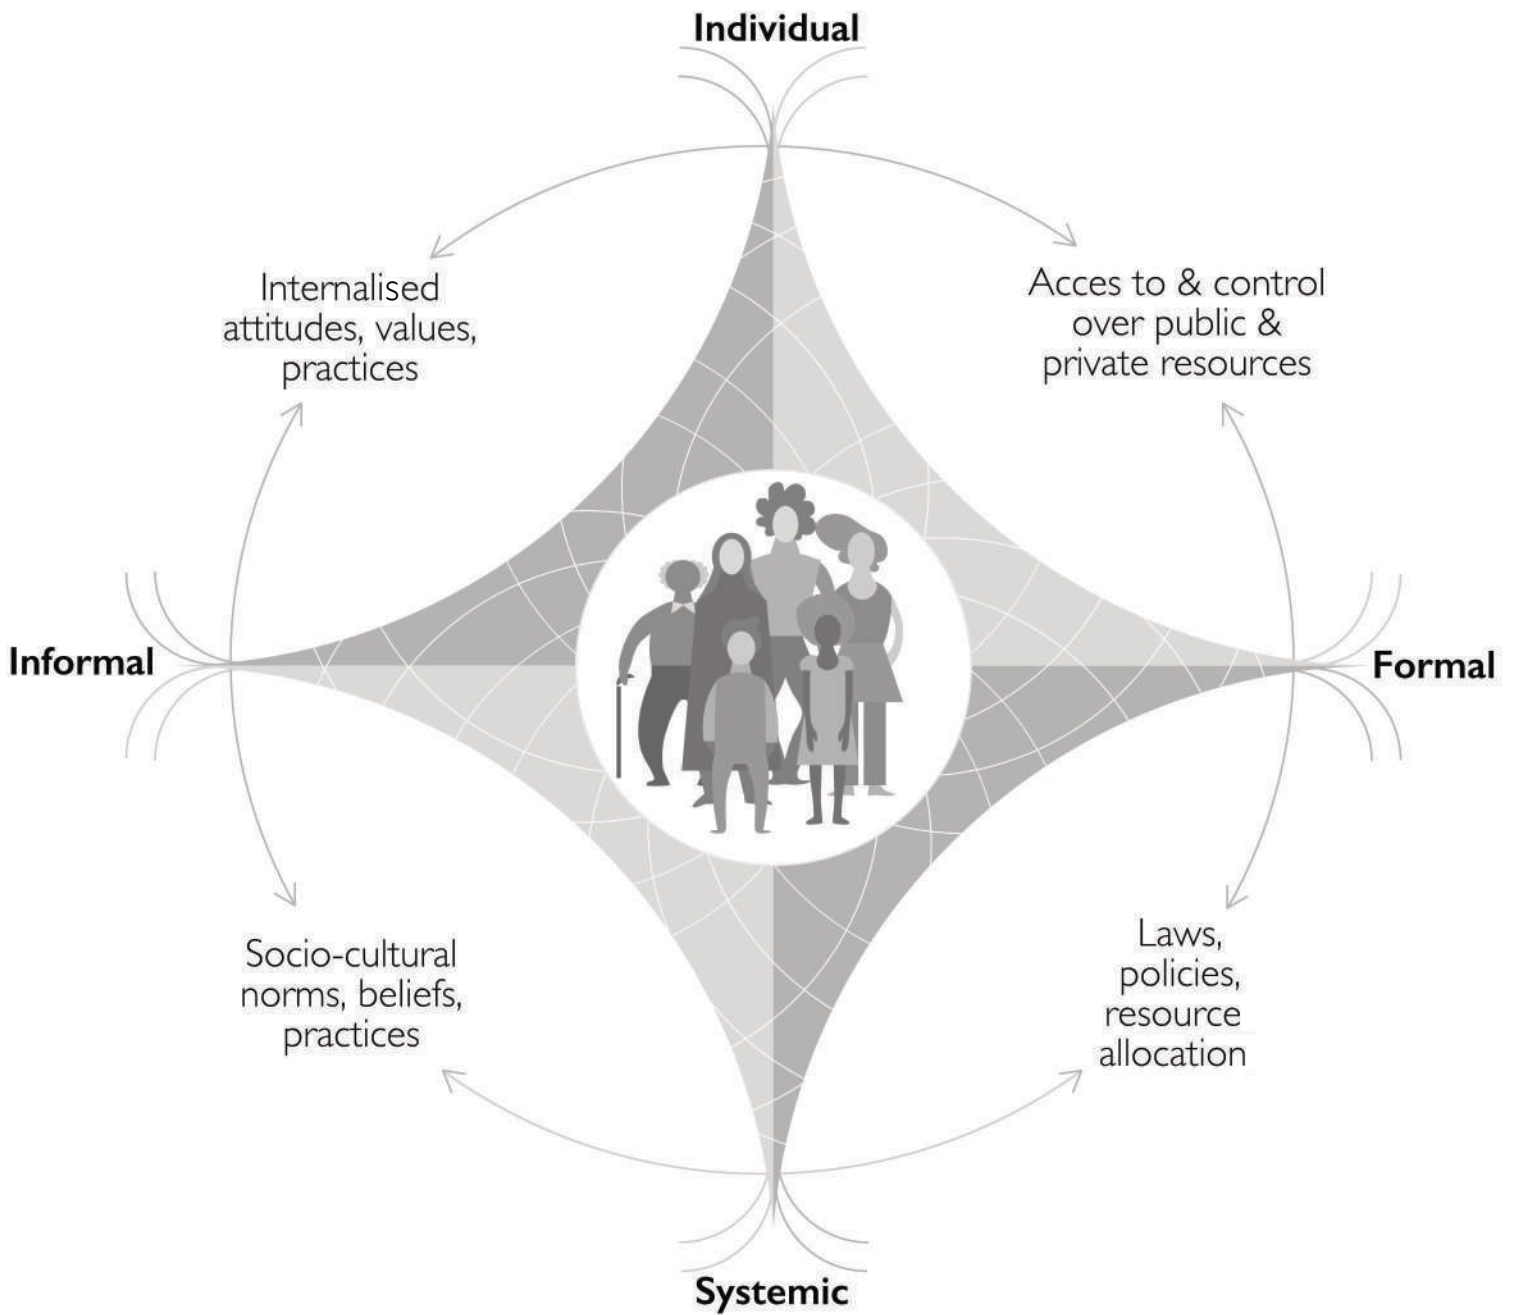 Individual
Internalised
attitudes, values,
practices
Acces to & control
over public &
private resources
Informal
Formal
Socio-cultural
norms, beliefs,
practices
Laws,
policies,
resource
allocation
Systemic